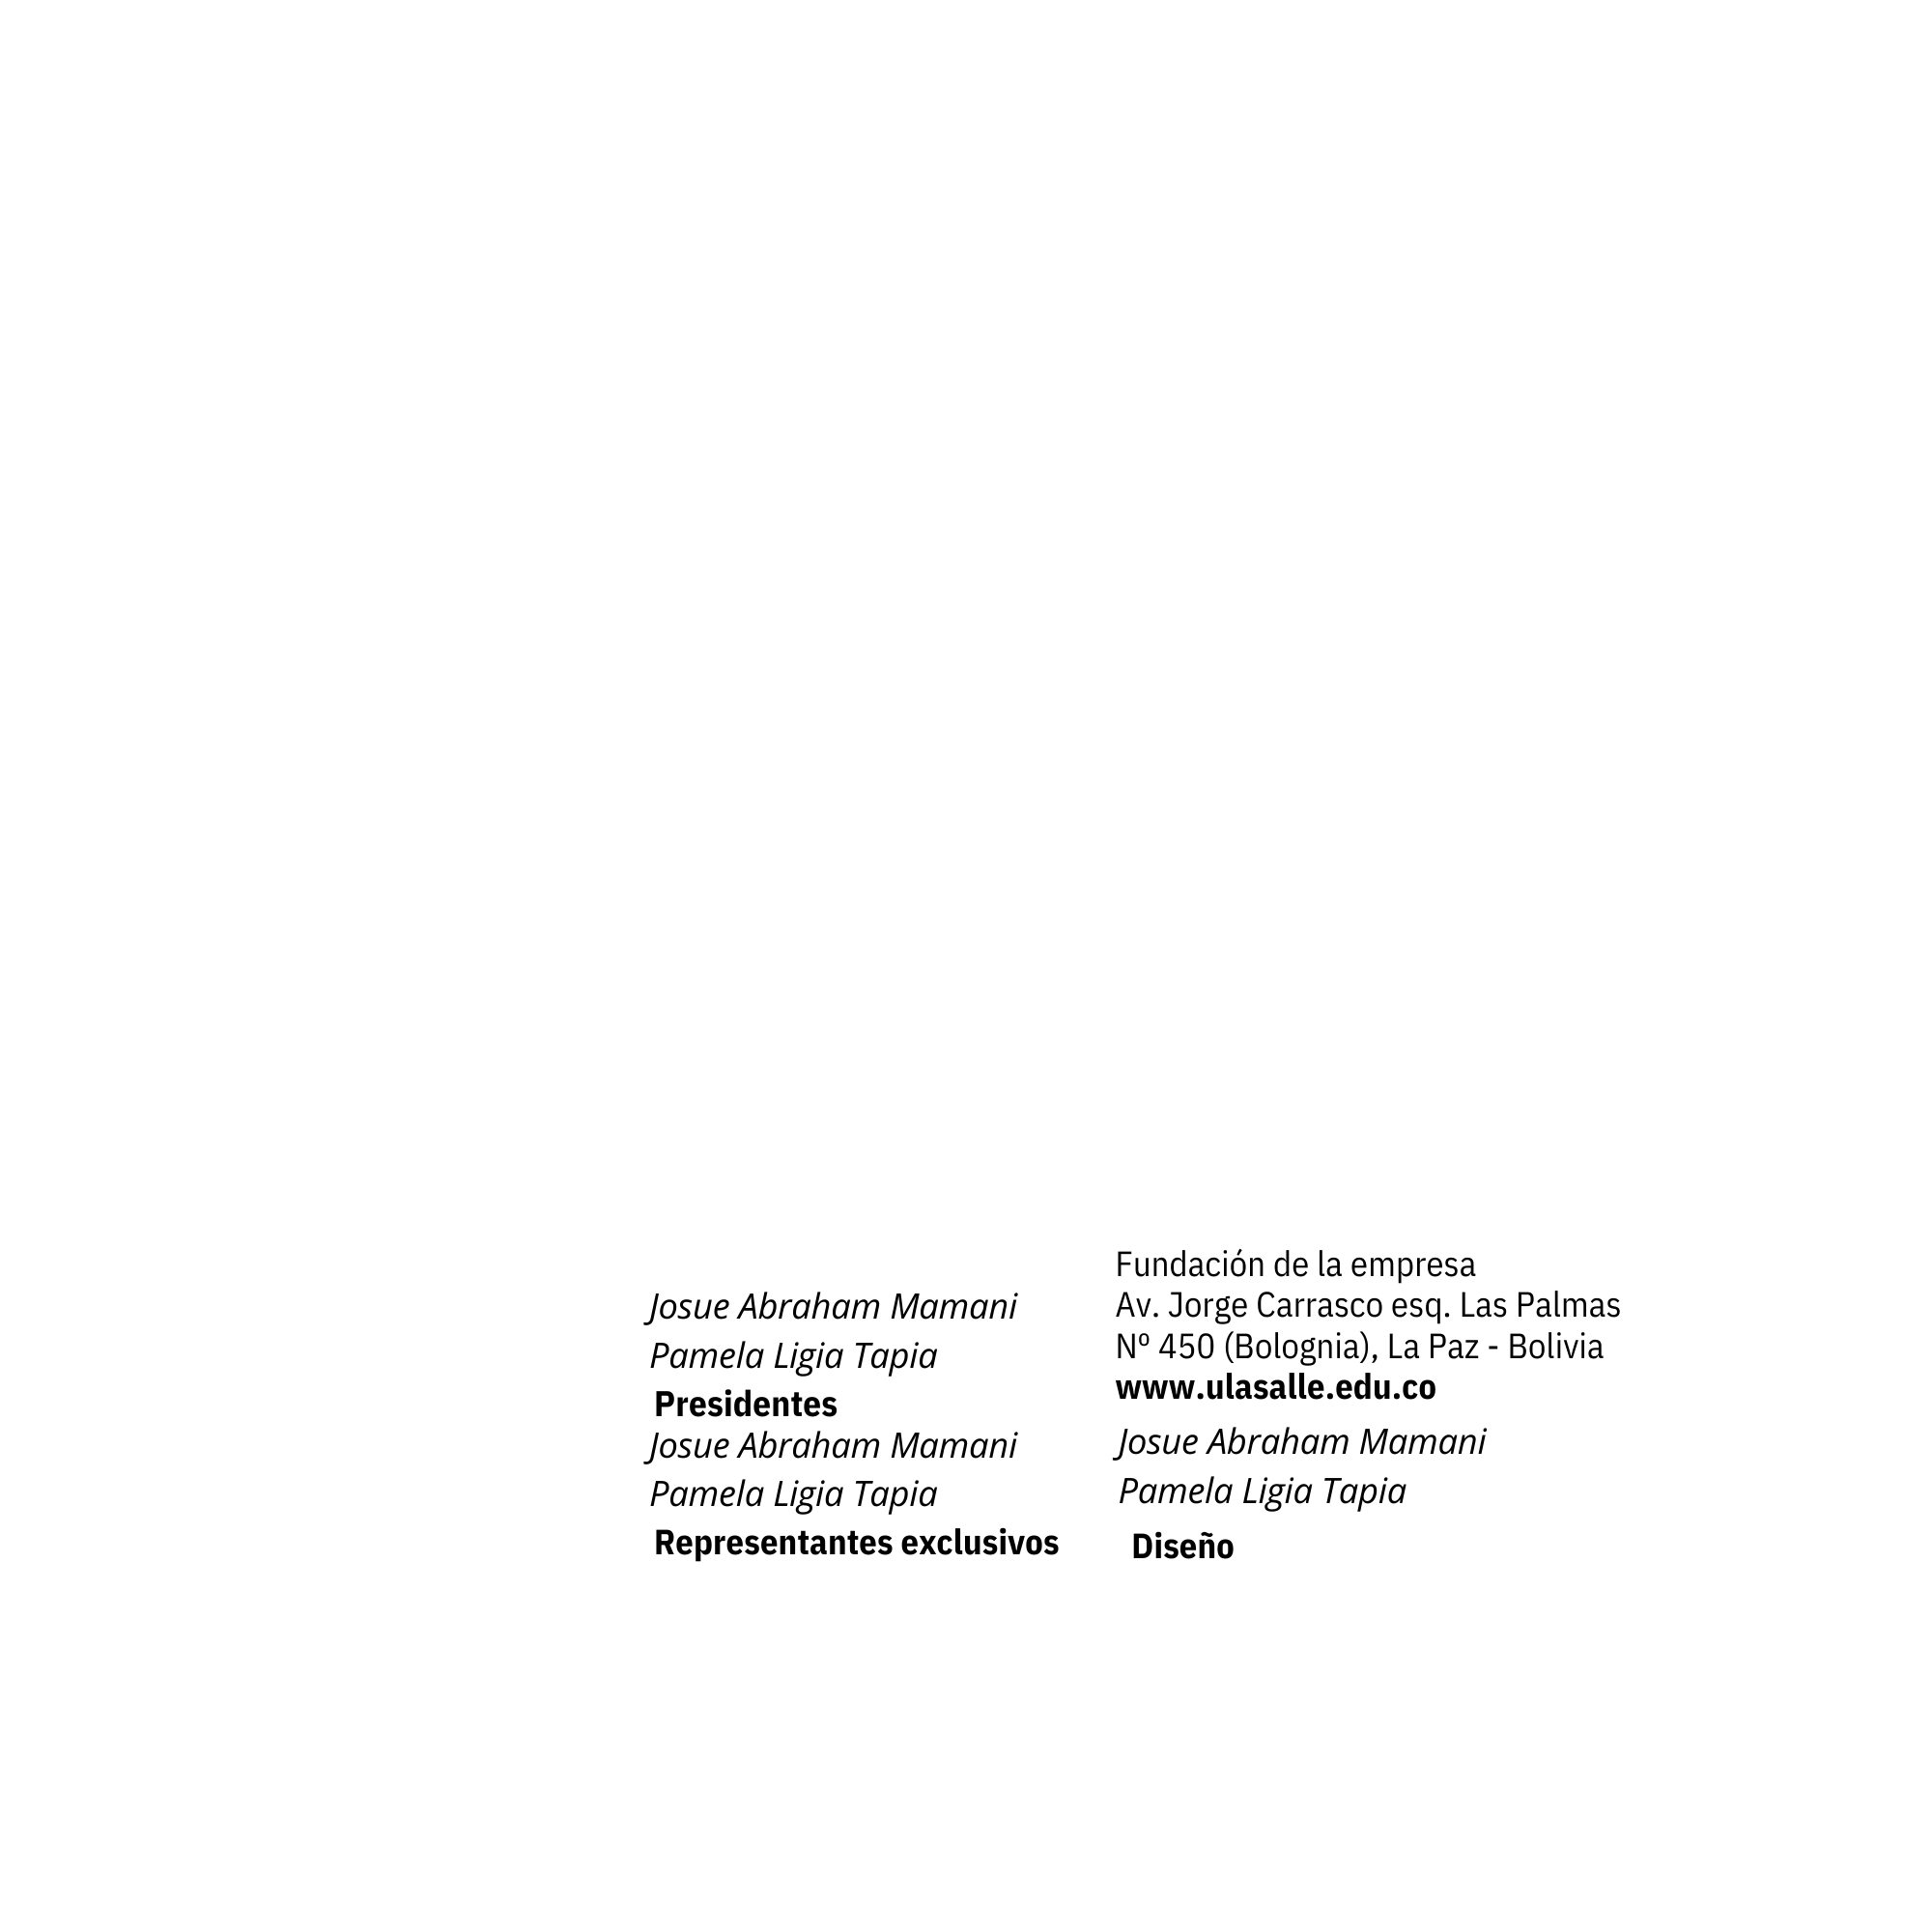 Josue Abraham Mamani
Pamela Ligia Tapia
Presidentes
Josue Abraham Mamani
Pamela Ligia Tapia
Representantes exclusivos
Fundación de la empresa
Av. Jorge Carrasco esq. Las Palmas
Nº 450 (Bolognia), La Paz - Bolivia
www.ulasalle.edu.co
Josue Abraham Mamani
Pamela Ligia Tapia
Diseño